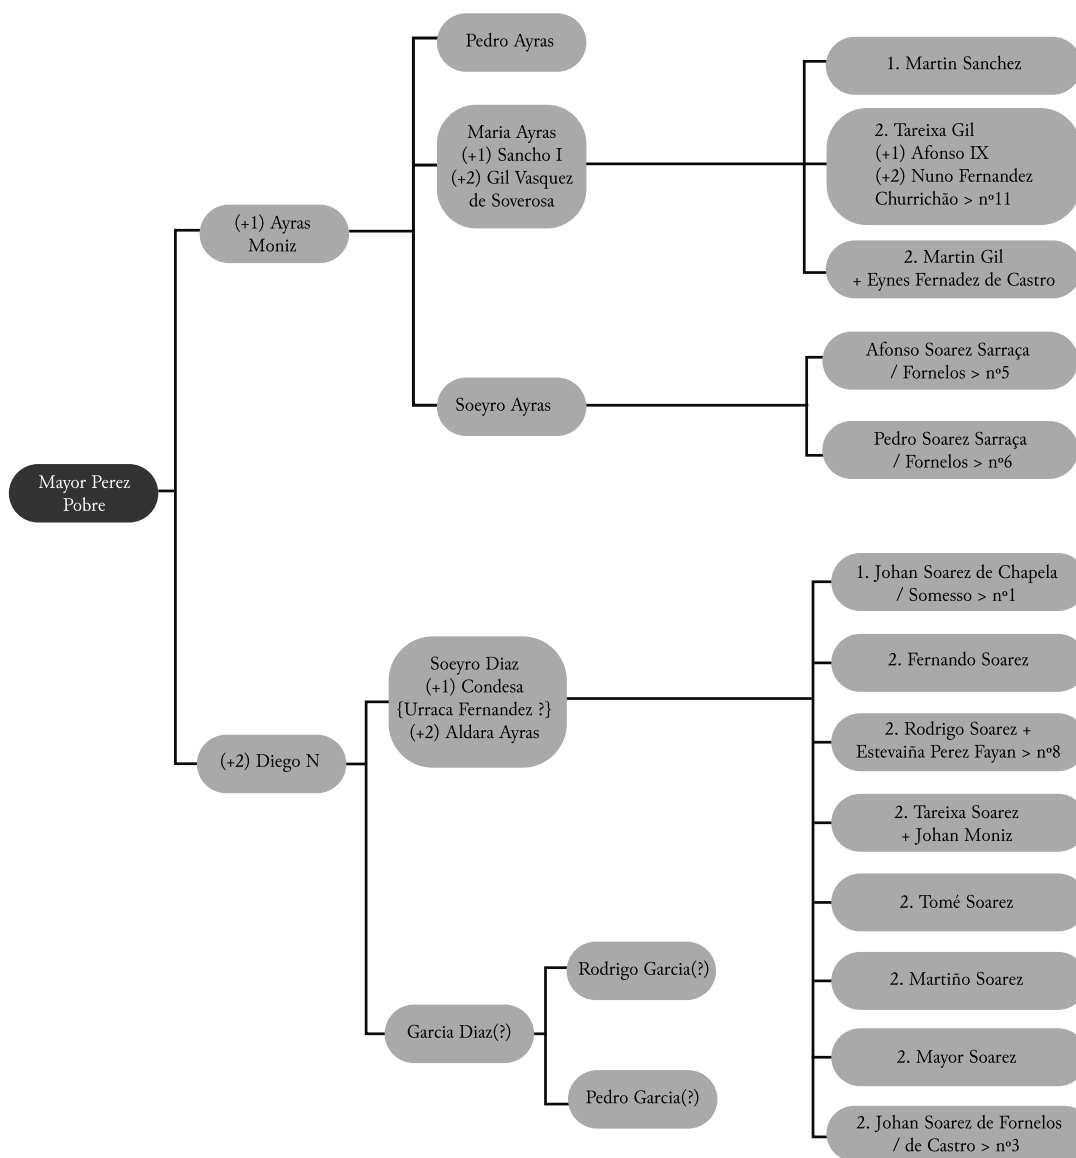 Pedro Ayras
1. Martin Sanchez
Maria Ayras
(+1) Sancho I
(+2) Gil Vasquez
de Soverosa
2. Tareixa Gil
(+1) Afonso IX
(+2) Nuno Fernandez
Churrichão > nº11
(+1) Ayras
Moniz
2. Martin Gil
+ Eynes Fernadez de Castro
Afonso Soarez Sarraça
/ Fornelos > nº5
Soeyro Ayras
Pedro Soarez Sarraça
/ Fornelos > nº6
Mayor Perez
Pobre
1. Johan Soarez de Chapela
/ Somesso > nº1
Soeyro Diaz
(+1) Condesa
{Urraca Fernandez ?}
(+2) Aldara Ayras
2. Fernando Soarez
2. Rodrigo Soarez +
Estevaiña Perez Fayan > nº8
(+2) Diego N
2. Tareixa Soarez
+ Johan Moniz
2. Tomé Soarez
Rodrigo Garcia(?)
2. Martiño Soarez
Garcia Diaz(?)
2. Mayor Soarez
Pedro Garcia(?)
2. Johan Soarez de Fornelos
/ de Castro > nº3